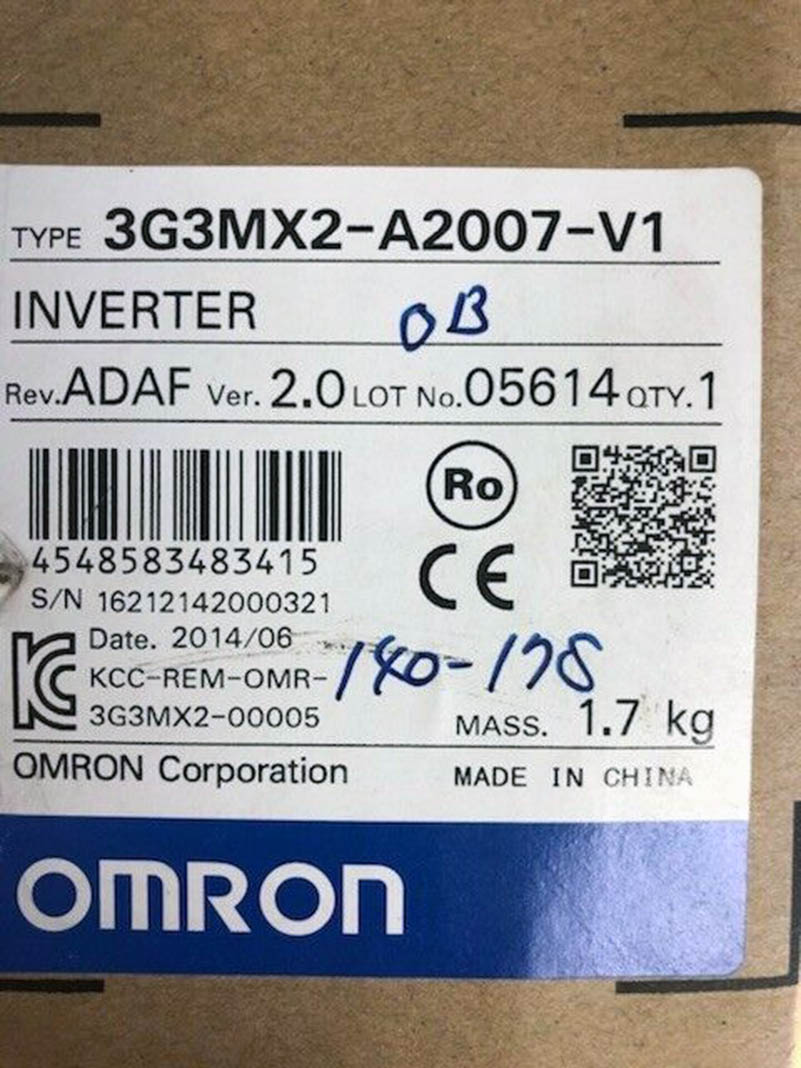 TYPE 3G3MX2-A2007-V1
INVERTER OB
Rev.ADAF Ver. 2.0 LOT No.05614 QTY.1
Ro
4548583483415
CE
S/N 16212142000321
Date. 2014/06
KCC-REM-OMR-
140-178
3G3MX2-00005
MASS. 1.7 kg
OMRON Corporation MADE IN CHINA
OMRON